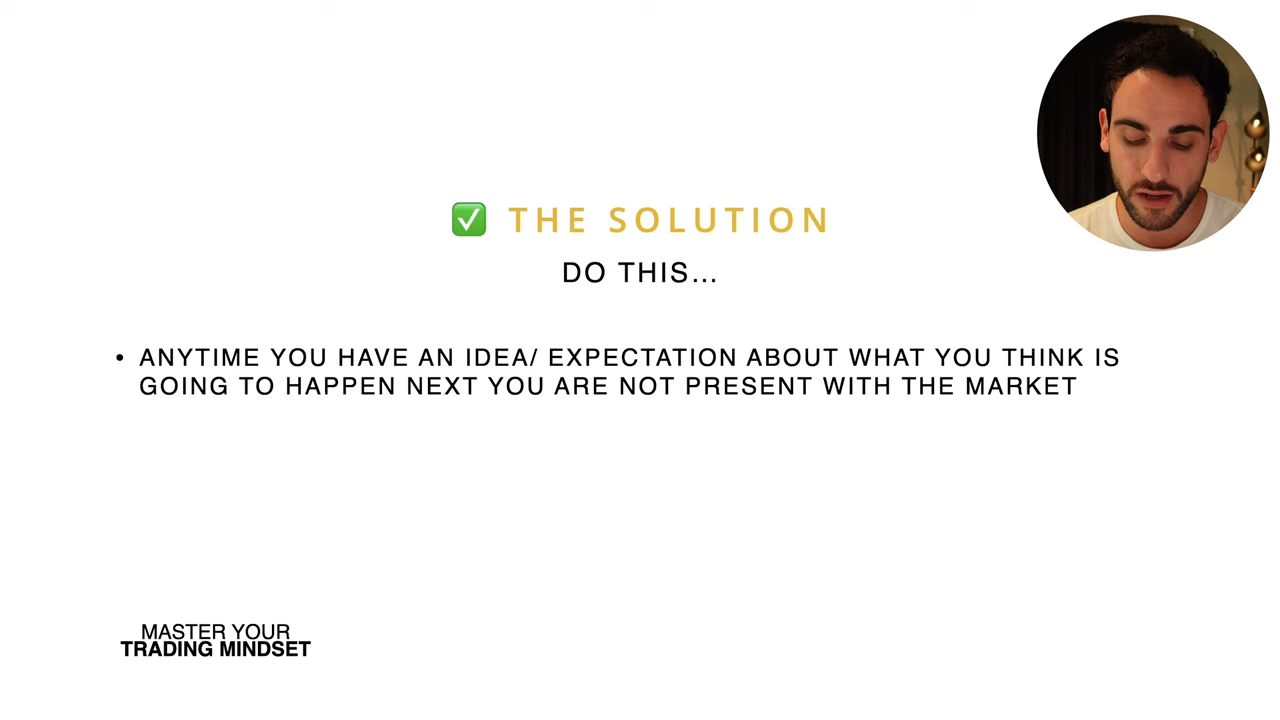 ✅ THE SOLUTION
DO THIS...
• ANYTIME YOU HAVE AN IDEA/ EXPECTATION ABOUT WHAT YOU THINK IS
GOING TO HAPPEN NEXT YOU ARE NOT PRESENT WITH THE MARKET
MASTER YOUR
TRADING MINDSET